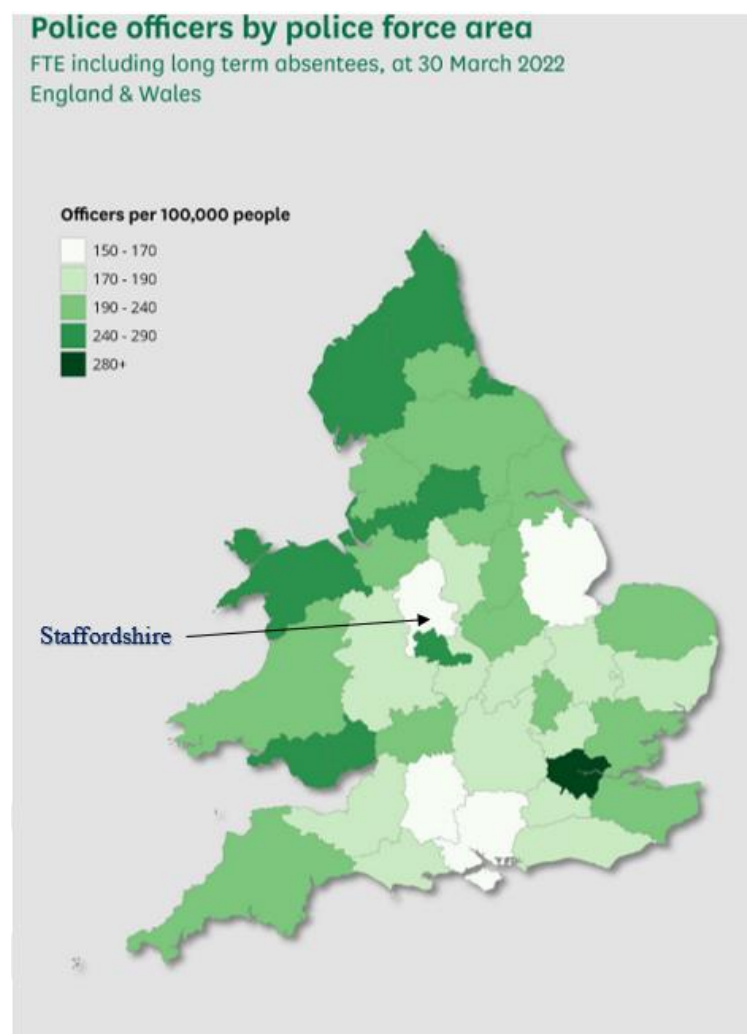 Police officers by police force area
FTE including long term absentees, at 30 March 2022
England & Wales
Officers per 100,000 people
150 - 170
170 - 190
190 - 240
240 - 290
280+
Staffordshire